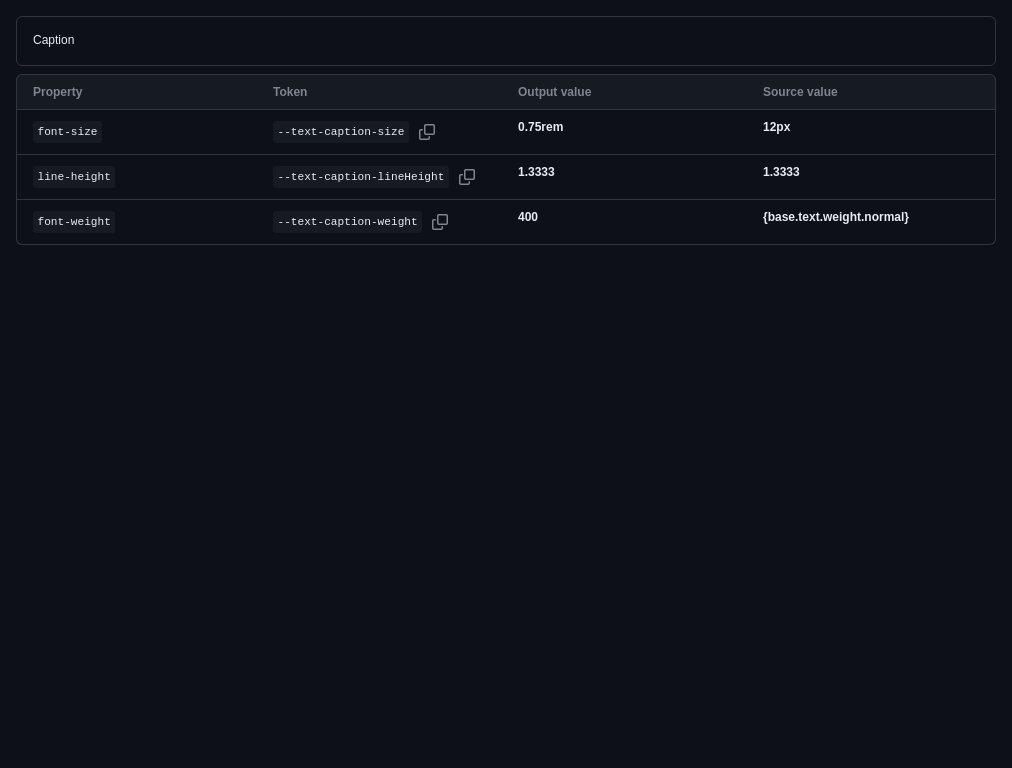 Caption
Property Token Output value Source value
font-size --text-caption-size 0.75rem 12px
line-height --text-caption-lineHeight 1.3333 1.3333
font-weight --text-caption-weight 400 {base.text.weight.normal}